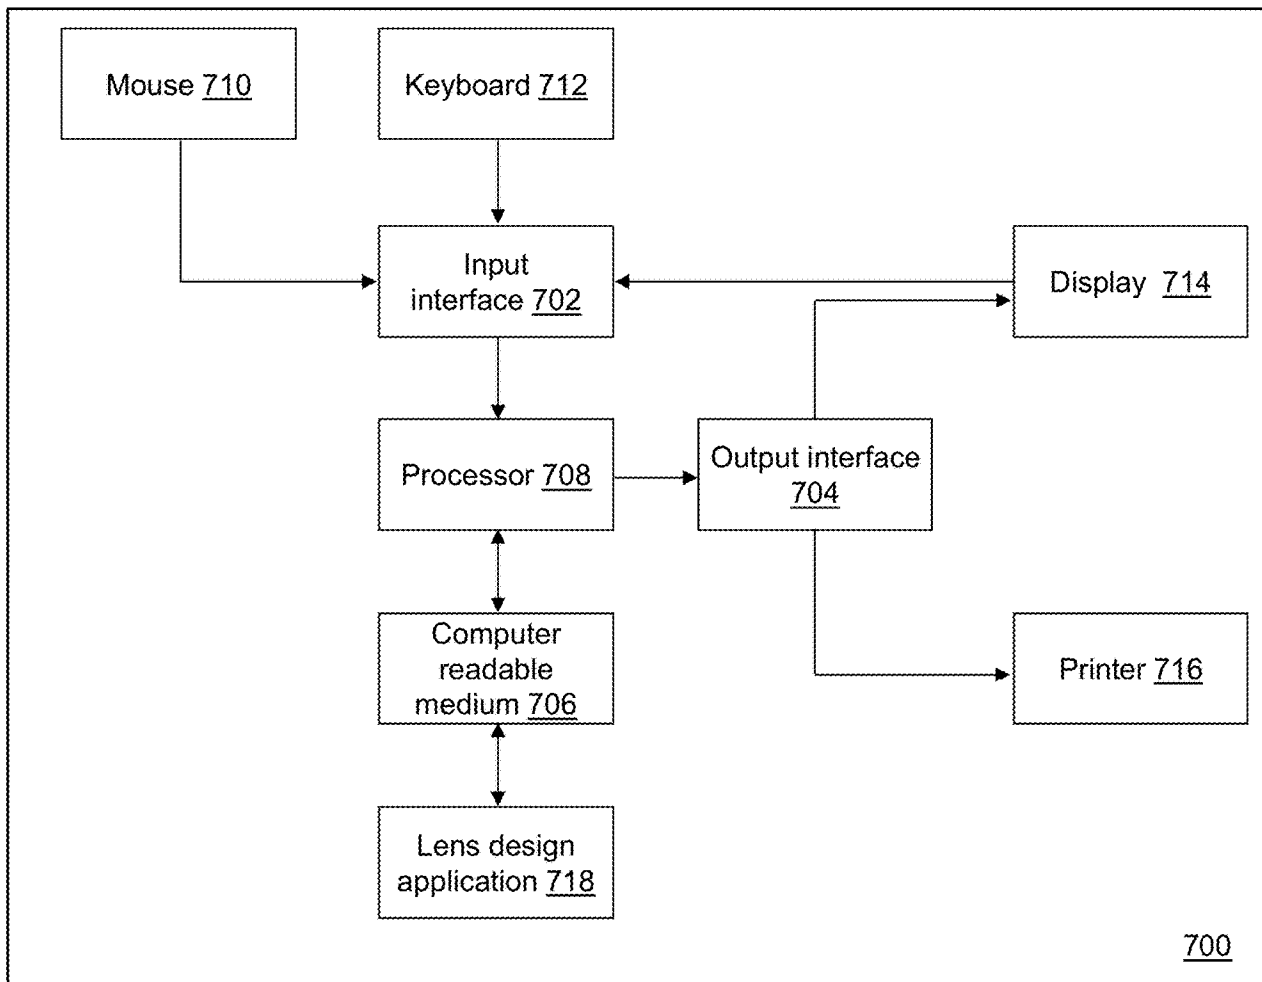 Mouse 710
Keyboard 712
Input
interface 702
Display 714
Processor 708
Output interface
704
Computer
readable
medium 706
Printer 716
Lens design
application 718
700